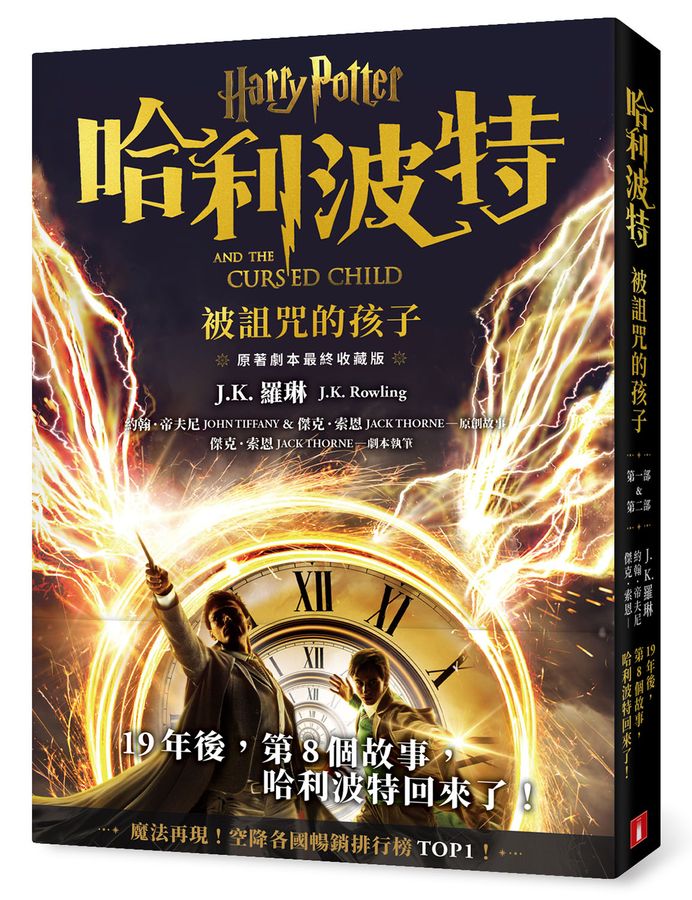 Harry Potter
哈利波特
AND THE
CURSED CHILD
被詛咒的孩子
原著劇本最終收藏版
J.K. 羅琳 J.K. Rowling
約翰・帝夫尼 JOHN TIFFANY & 傑克・索恩 JACK THORNE—原創故事
傑克・索恩 JACK THORNE—劇本執筆
XII
XI
XII
19年後，第8個故事，
哈利波特回來了！
魔法再現！空降各國暢銷排行榜 TOP1！
哈利波特
被詛咒的孩子
第一部
&
第二部
J.K.羅琳
約翰・帝夫尼
傑克・索恩—
19年後，
第8個故事，
哈利波特回來了！